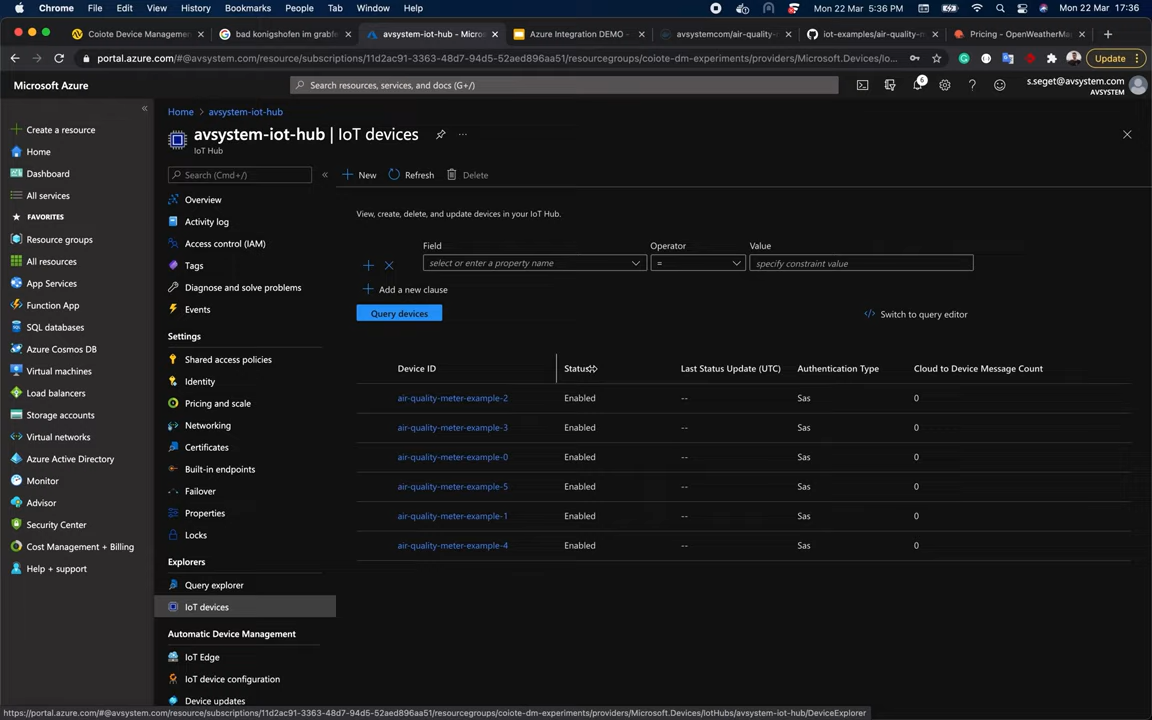 Chrome File Edit View History Bookmarks People Tab Window Help Mon 22 Mar 5:36 PM Mon 22 Mar 17:36
Coiote Device Managemen
bad konigshofen im grabfe
avsystem-iot-hub - Microso
Azure Integration DEMO -
avsystemcom/air-quality-
iot-examples/air-quality-m
Pricing - OpenWeatherMa
portal.azure.com/#@avsystem.com/resource/subscriptions/11d2ac91-3363-48d7-94d5-52aed896aa51/resourcegroups/coiote-dm-experiments/providers/Microsoft.Devices/Io...
Update
Microsoft Azure
Search resources, services, and docs (G+/)
6
s.seget@avsystem.com
AVSYSTEM
Create a resource
Home
Dashboard
All services
FAVORITES
Resource groups
All resources
App Services
Function App
SQL databases
Azure Cosmos DB
Virtual machines
Load balancers
Storage accounts
Virtual networks
Azure Active Directory
Monitor
Advisor
Security Center
Cost Management + Billing
Help + support
Home > avsystem-iot-hub
avsystem-iot-hub | IoT devices
IoT Hub
Search (Cmd+/)
Overview
Activity log
Access control (IAM)
Tags
Diagnose and solve problems
Events
Settings
Shared access policies
Identity
Pricing and scale
Networking
Certificates
Built-in endpoints
Failover
Properties
Locks
Explorers
Query explorer
IoT devices
Automatic Device Management
IoT Edge
IoT device configuration
Device updates
New Refresh Delete
View, create, delete, and update devices in your IoT Hub.
Field Operator Value
select or enter a property name = specify constraint value
Add a new clause
Query devices
Switch to query editor
Device ID Status Last Status Update (UTC) Authentication Type Cloud to Device Message Count
air-quality-meter-example-2 Enabled -- Sas 0
air-quality-meter-example-3 Enabled -- Sas 0
air-quality-meter-example-0 Enabled -- Sas 0
air-quality-meter-example-5 Enabled -- Sas 0
air-quality-meter-example-1 Enabled -- Sas 0
air-quality-meter-example-4 Enabled -- Sas 0
https://portal.azure.com/#@avsystem.com/resource/subscriptions/11d2ac91-3363-48d7-94d5-52aed896aa51/resourcegroups/coiote-dm-experiments/providers/Microsoft.Devices/IotHubs/avsystem-iot-hub/DeviceExplorer